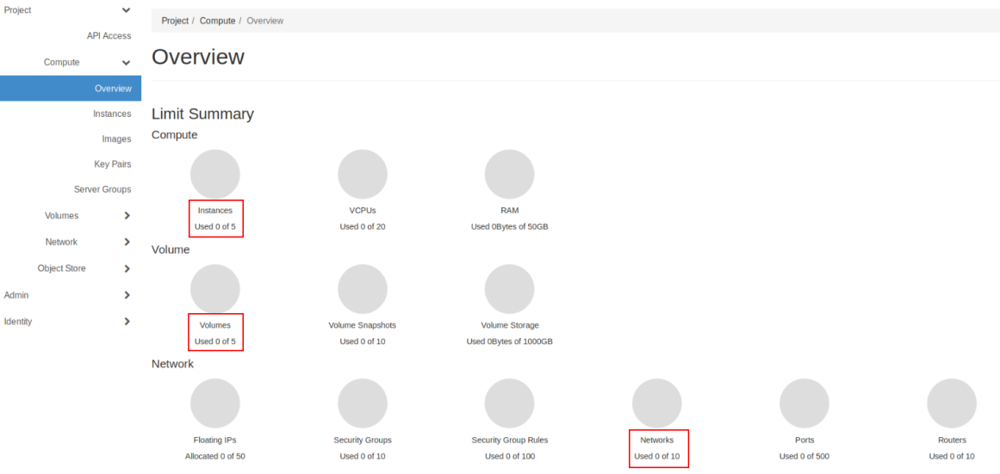 Project
API Access
Compute
Overview
Instances
Images
Key Pairs
Server Groups
Volumes
Network
Object Store
Admin
Identity
Project / Compute / Overview
Overview
Limit Summary
Compute
Instances
Used 0 of 5
VCPUs
Used 0 of 20
RAM
Used 0Bytes of 50GB
Volume
Volumes
Used 0 of 5
Volume Snapshots
Used 0 of 10
Volume Storage
Used 0Bytes of 1000GB
Network
Floating IPs
Allocated 0 of 50
Security Groups
Used 0 of 10
Security Group Rules
Used 0 of 100
Networks
Used 0 of 10
Ports
Used 0 of 500
Routers
Used 0 of 10